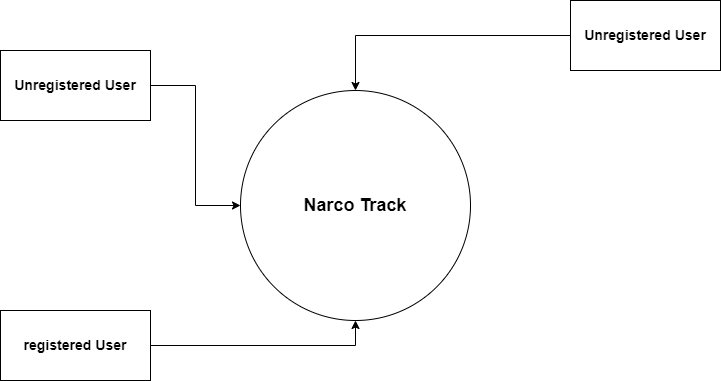 Unregistered User
Unregistered User
Narco Track
registered User